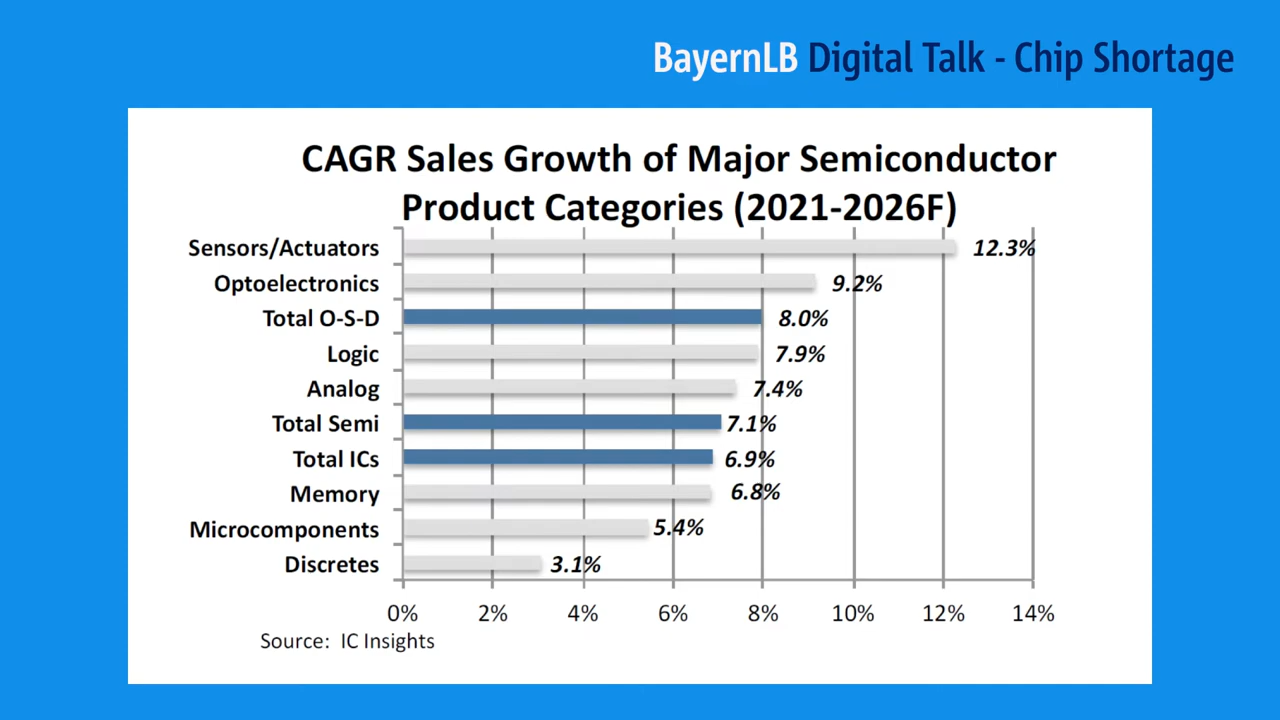 BayernLB Digital Talk - Chip Shortage
CAGR Sales Growth of Major Semiconductor
Product Categories (2021-2026F)
Sensors/Actuators 12.3%
Optoelectronics 9.2%
Total O-S-D 8.0%
Logic 7.9%
Analog 7.4%
Total Semi 7.1%
Total ICs 6.9%
Memory 6.8%
Microcomponents 5.4%
Discretes 3.1%
0% 2% 4% 6% 8% 10% 12% 14%
Source: IC Insights